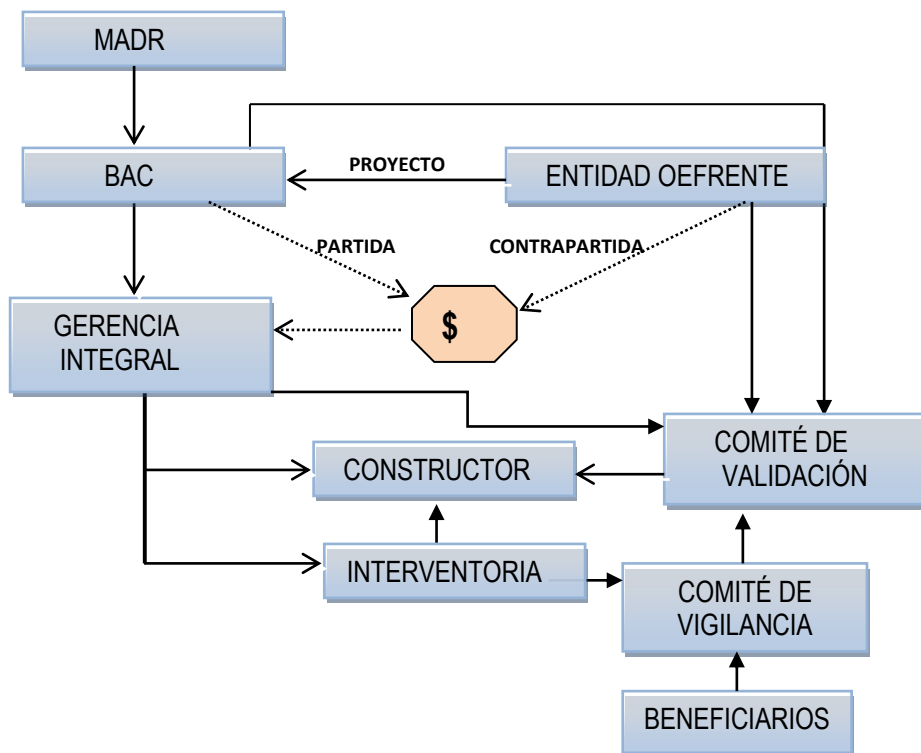 MADR
BAC
PROYECTO
ENTIDAD OEFRENTE
PARTIDA
CONTRAPARTIDA
GERENCIA
INTEGRAL
$
COMITÉ DE
VALIDACIÓN
CONSTRUCTOR
INTERVENTORIA
COMITÉ DE
VIGILANCIA
BENEFICIARIOS